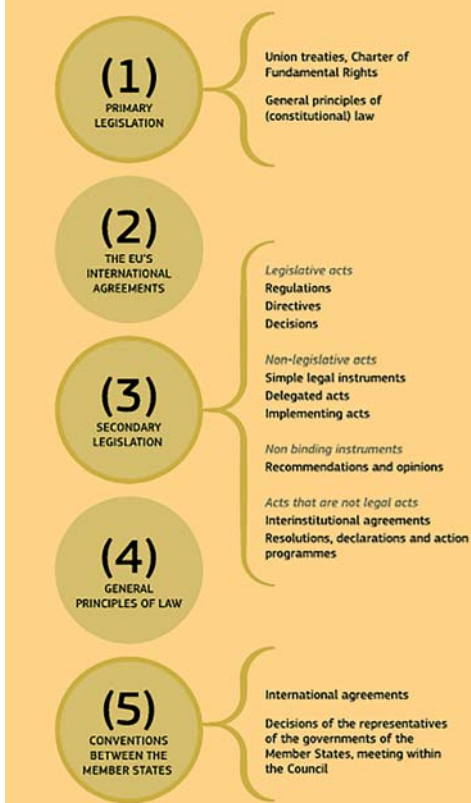 (1)
PRIMARY
LEGISLATION
Union treaties, Charter of
Fundamental Rights
General principles of
(constitutional) law
(2)
THE EU'S
INTERNATIONAL
AGREEMENTS
(3)
SECONDARY
LEGISLATION
Legislative acts
Regulations
Directives
Decisions
Non-legislative acts
Simple legal instruments
Delegated acts
Implementing acts
Non binding instruments
Recommendations and opinions
Acts that are not legal acts
Interinstitutional agreements
Resolutions, declarations and action
programmes
(4)
GENERAL
PRINCIPLES OF LAW
(5)
CONVENTIONS
BETWEEN THE
MEMBER STATES
International agreements
Decisions of the representatives
of the governments of the
Member States, meeting within
the Council